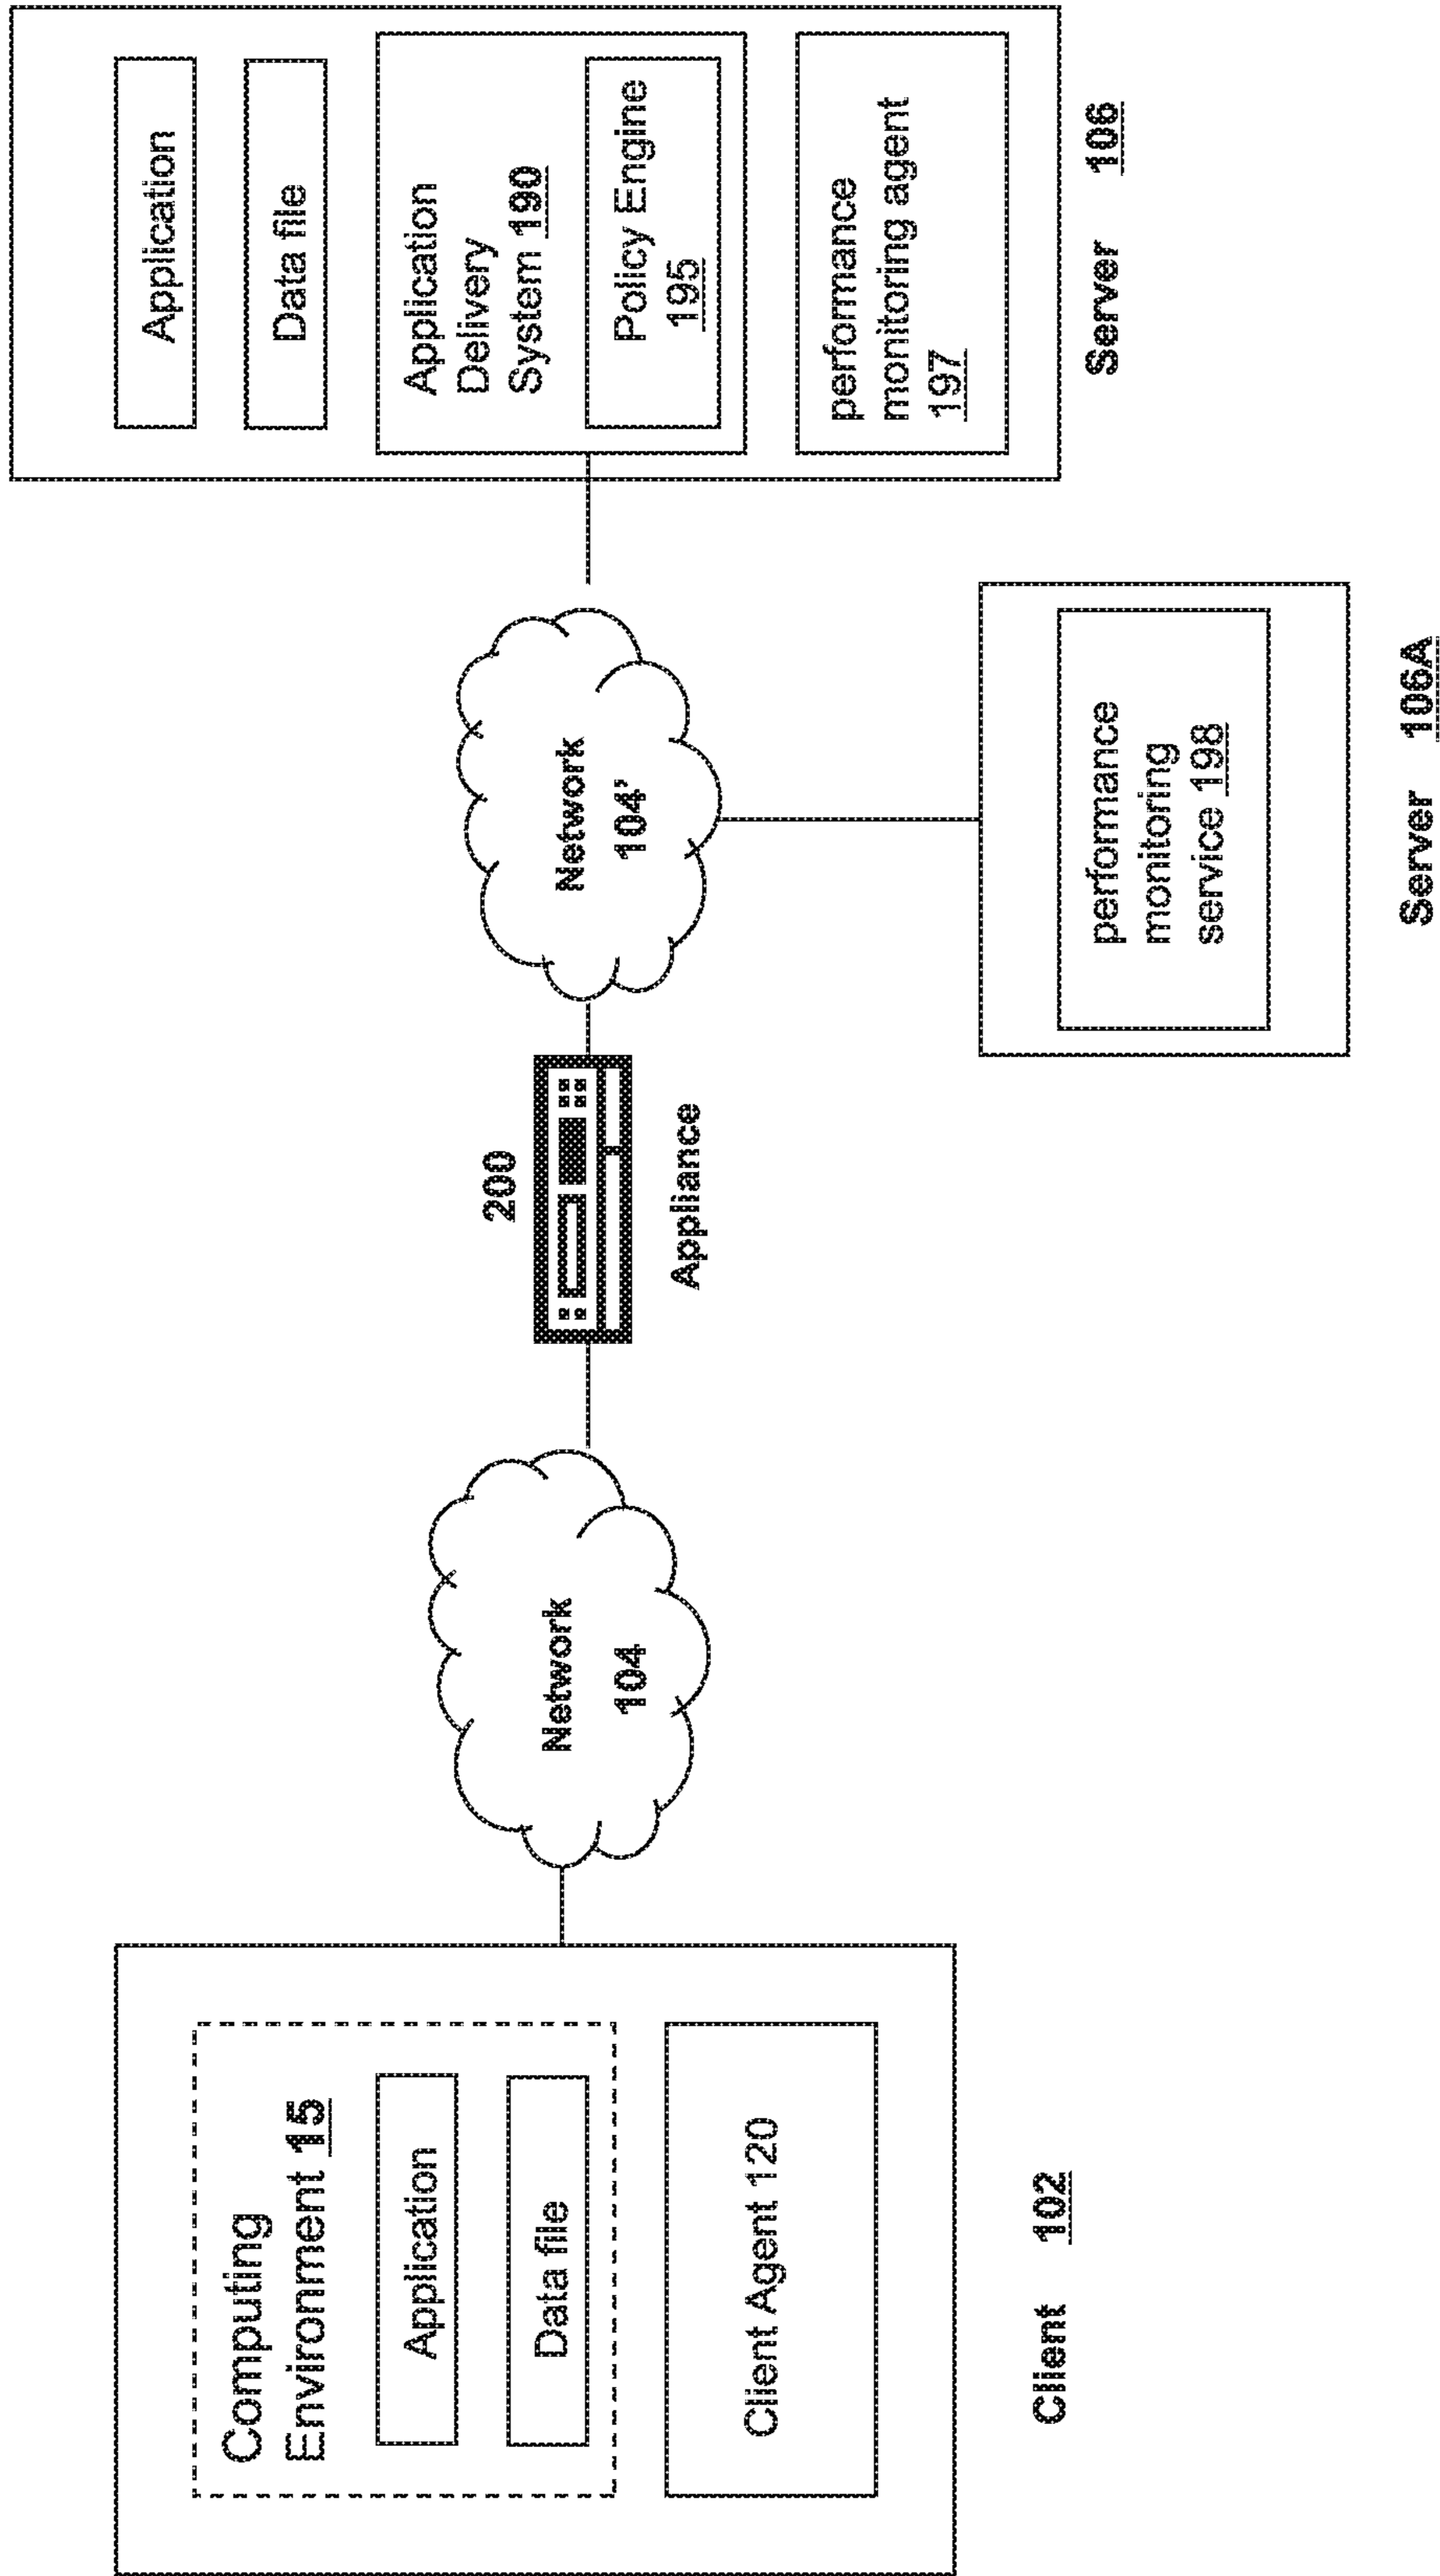 Computing
Environment 15
Application
Data file
Client Agent 120
Client 102
Network
104
200
Appliance
Network
104'
performance
monitoring
service 198
Server 106A
Application
Data file
Application
Delivery
System 190
Policy Engine
195
performance
monitoring agent
197
Server 106